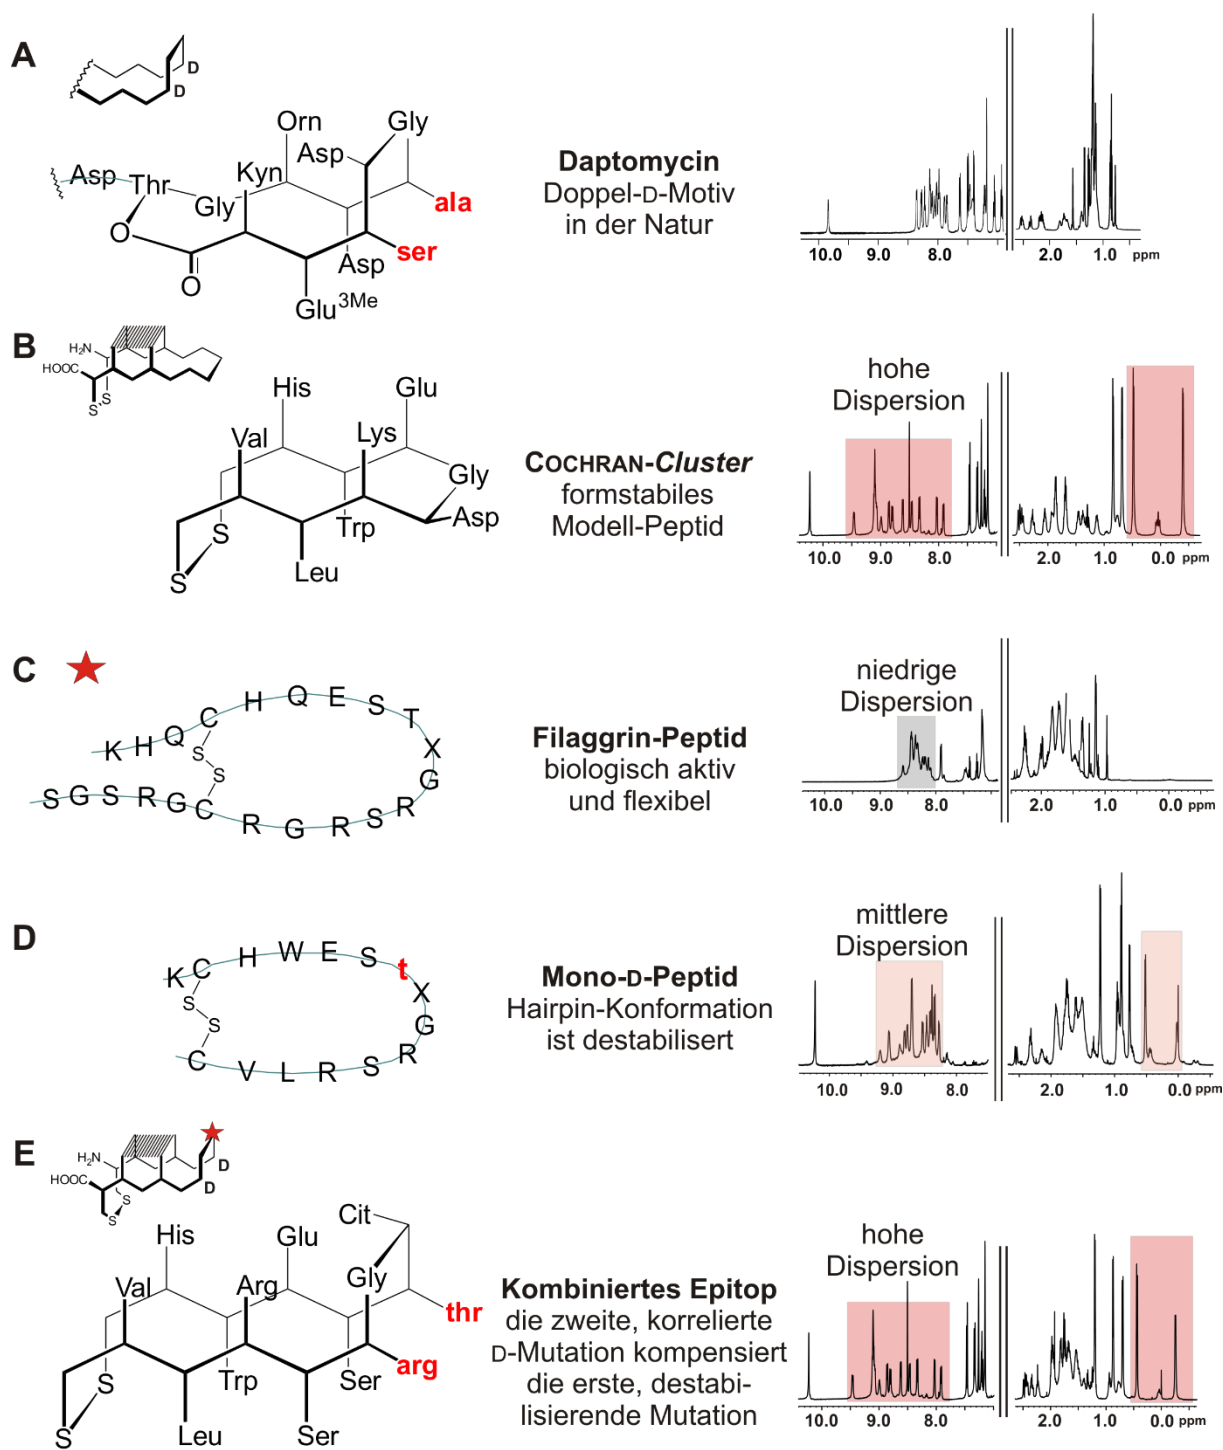 A
D
D
Orn
Gly
Asp
Kyn
Asp
Thr
Gly
ala
O
ser
Asp
O
Glu3Me
Daptomycin
Doppel-D-Motiv
in der Natur
10.0 9.0 8.0 2.0 1.0 ppm
B
H2N
HOOC
S
S
His
Glu
Val
Lys
Gly
S
Trp
Asp
S
Leu
COCHRAN-Cluster
formstabiles
Modell-Peptid
hohe
Dispersion
10.0 9.0 8.0 2.0 1.0 0.0 ppm
C
K H Q C H Q E S T X G R S R G R C G R S G S
S
S
Filaggrin-Peptid
biologisch aktiv
und flexibel
niedrige
Dispersion
10.0 9.0 8.0 2.0 1.0 0.0 ppm
D
K C H W E S t X G R S R L V C
S
S
Mono-D-Peptid
Hairpin-Konformation
ist destabilisert
mittlere
Dispersion
10.0 9.0 8.0 2.0 1.0 0.0 ppm
E
H2N
HOOC
D
D
S
S
His
Glu
Cit
Val
Arg
Gly
thr
arg
S
Trp
Ser
S
Leu
Ser
Kombiniertes Epitop
die zweite, korrelierte
D-Mutation kompensiert
die erste, destabi-
lisierende Mutation
hohe
Dispersion
10.0 9.0 8.0 2.0 1.0 0.0 ppm